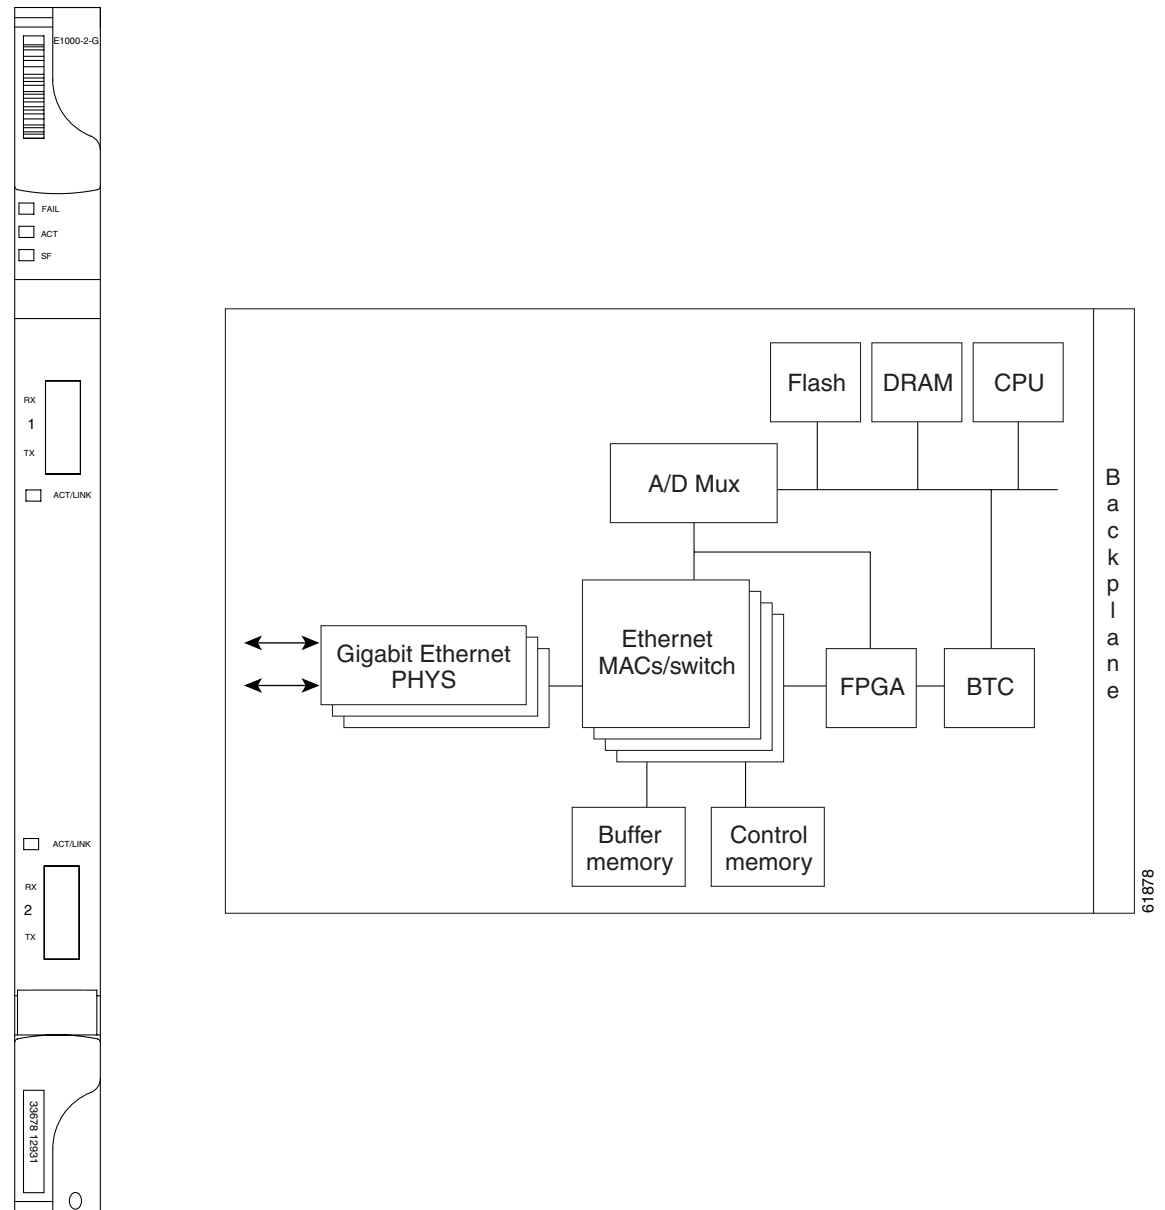 E1000-2-G
FAIL
ACT
SF
RX
1
TX
ACT/LINK
ACT/LINK
RX
2
TX
33678 12931
Flash
DRAM
CPU
A/D Mux
Ethernet
MACs/switch
Gigabit Ethernet
PHYS
FPGA
BTC
Buffer
memory
Control
memory
Backplane
61878